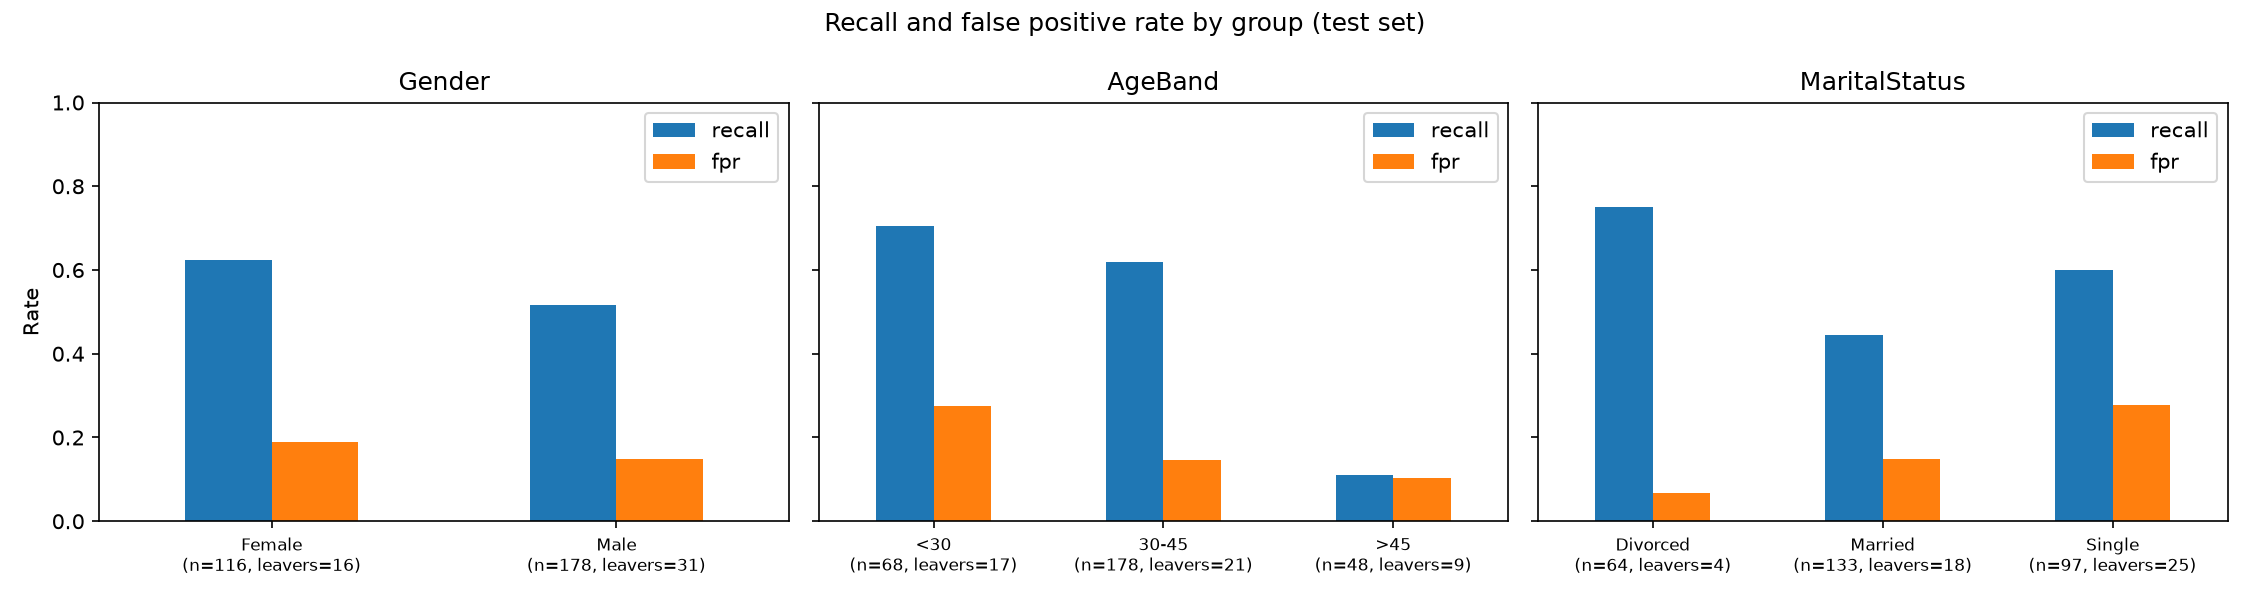 Recall and false positive rate by group (test set)
Gender
1.0
0.8
0.6
0.4
0.2
0.0
Rate
recall
fpr
Female
(n=116, leavers=16)
Male
(n=178, leavers=31)
AgeBand
recall
fpr
<30
(n=68, leavers=17)
30-45
(n=178, leavers=21)
>45
(n=48, leavers=9)
MaritalStatus
recall
fpr
Divorced
(n=64, leavers=4)
Married
(n=133, leavers=18)
Single
(n=97, leavers=25)